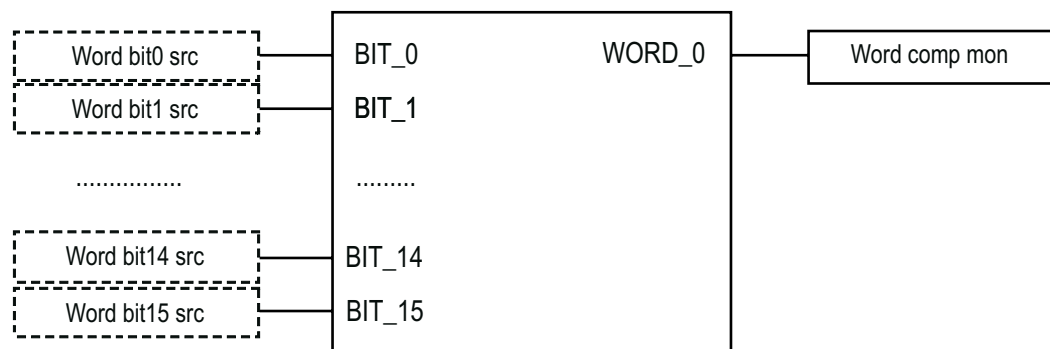 Word bit0 src BIT_0 WORD_0 Word comp mon
Word bit1 src BIT_1
................ .........
Word bit14 src BIT_14
Word bit15 src BIT_15